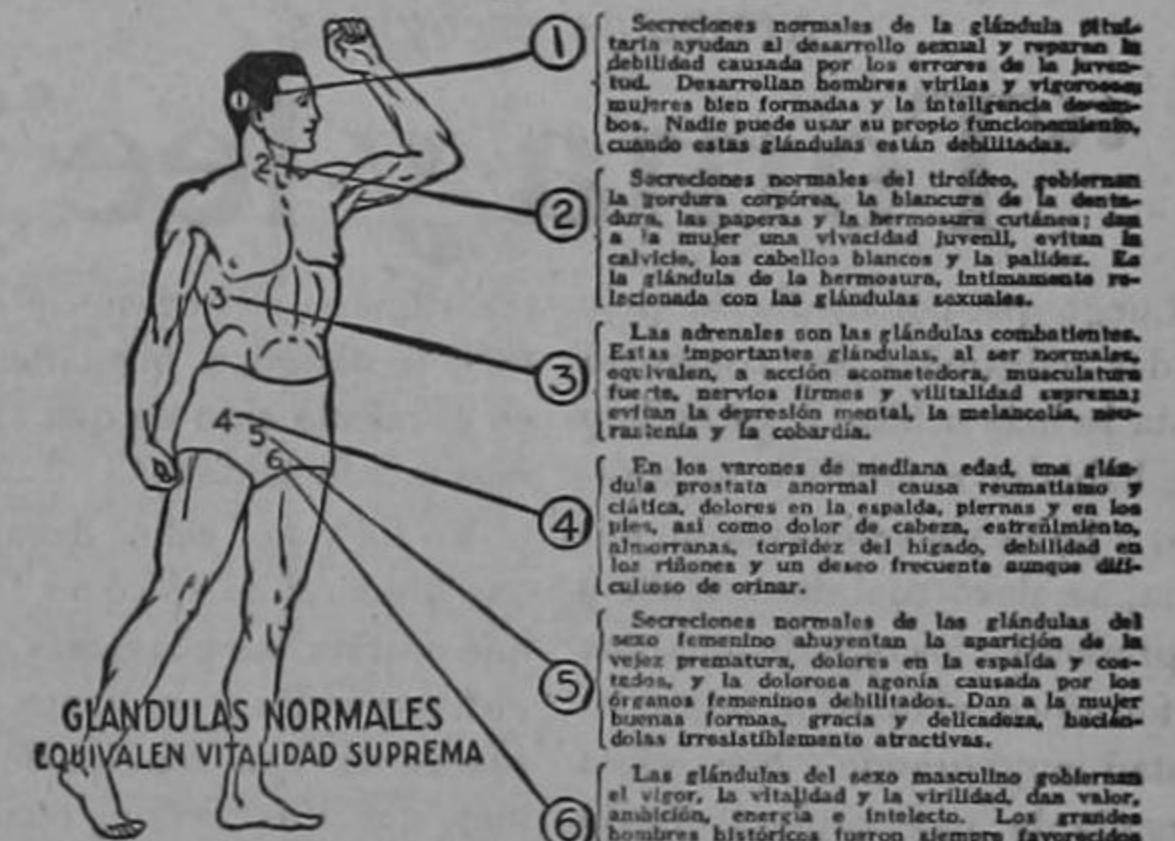 1
Secreciones normales de la glándula pitui-
taria ayudan al desarrollo sexual y reparan la
debilidad causada por los errores de la juven-
tud. Desarrollan hombres viriles y vigorosos;
mujeres bien formadas y la inteligencia de am-
bos. Nadie puede usar su propio funcionamiento,
cuando estas glándulas están debilitadas.
2
Secreciones normales del tiroídeo, gobiernan
la gordura corpórea, la blancura de la denta-
dura, las paperas y la hermosura cutánea; dan
a la mujer una vivacidad juvenil, evitan la
calvicie, los cabellos blancos y la palidez. Es
la glándula de la hermosura, intimamente re-
lacionada con las glándulas sexuales.
3
Las adrenales son las glándulas combatientes.
Estas importantes glándulas, al ser normales,
equivalen, a acción acometedora, musculatura
fuerte, nervios firmes y vilitalidad suprema;
evitan la depresión mental, la melancolía, neu-
rastenia y la cobardía.
4
En los varones de mediana edad, una glán-
dula prostata anormal causa reumatismo y
ciática, dolores en la espalda, piernas y en los
pies, así como dolor de cabeza, estreñimiento,
almorranas, torpidez del hígado, debilidad en
los riñones y un deseo frecuente aunque difi-
cultoso de orinar.
5
Secreciones normales de las glándulas del
sexo femenino ahuyentan la aparición de la
vejez prematura, dolores en la espalda y cos-
tados, y la dolorosa agonía causada por los
órganos femeninos debilitados. Dan a la mujer
buenas formas, gracia y delicadeza, hacién-
dolas irresistiblemente atractivas.
6
Las glándulas del sexo masculino gobiernan
el vigor, la vitalidad y la virilidad, dan valor,
ambición, energía e intelecto. Los grandes
hombres históricos fueron siempre favorecidos
1
2
3
4
5
6
GLANDULAS NORMALES
EQUIVALEN VITALIDAD SUPREMA